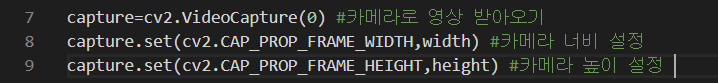 7 capture=cv2.VideoCapture(0) #카메라로 영상 받아오기
8 capture.set(cv2.CAP_PROP_FRAME_WIDTH,width) #카메라 너비 설정
9 capture.set(cv2.CAP_PROP_FRAME_HEIGHT,height) #카메라 높이 설정